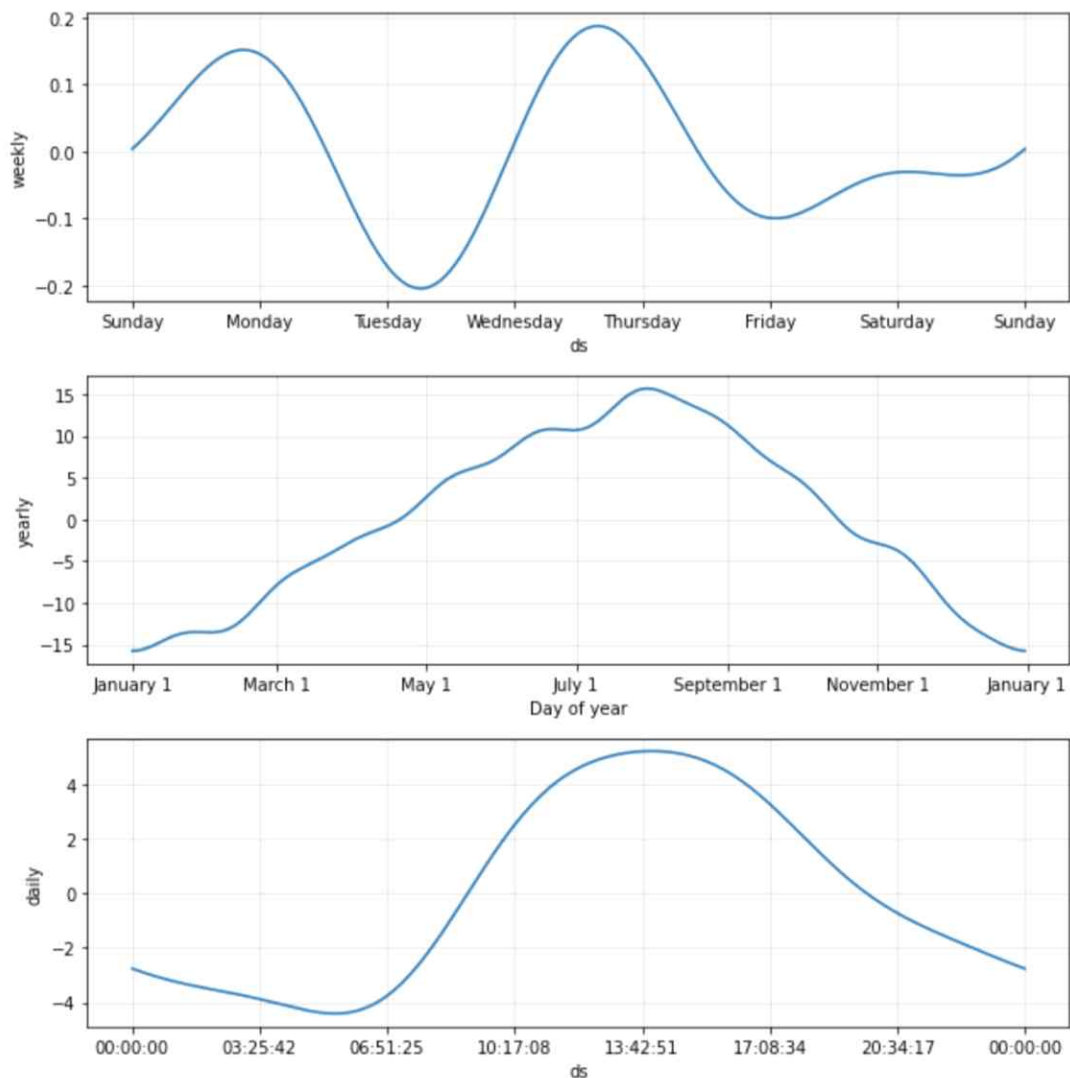 0.2
0.1
0.0
−0.1
−0.2
weekly
Sunday Monday Tuesday Wednesday Thursday Friday Saturday Sunday
ds
15
10
5
0
−5
−10
−15
yearly
January 1 March 1 May 1 July 1 September 1 November 1 January 1
Day of year
4
2
0
−2
−4
daily
00:00:00 03:25:42 06:51:25 10:17:08 13:42:51 17:08:34 20:34:17 00:00:00
ds